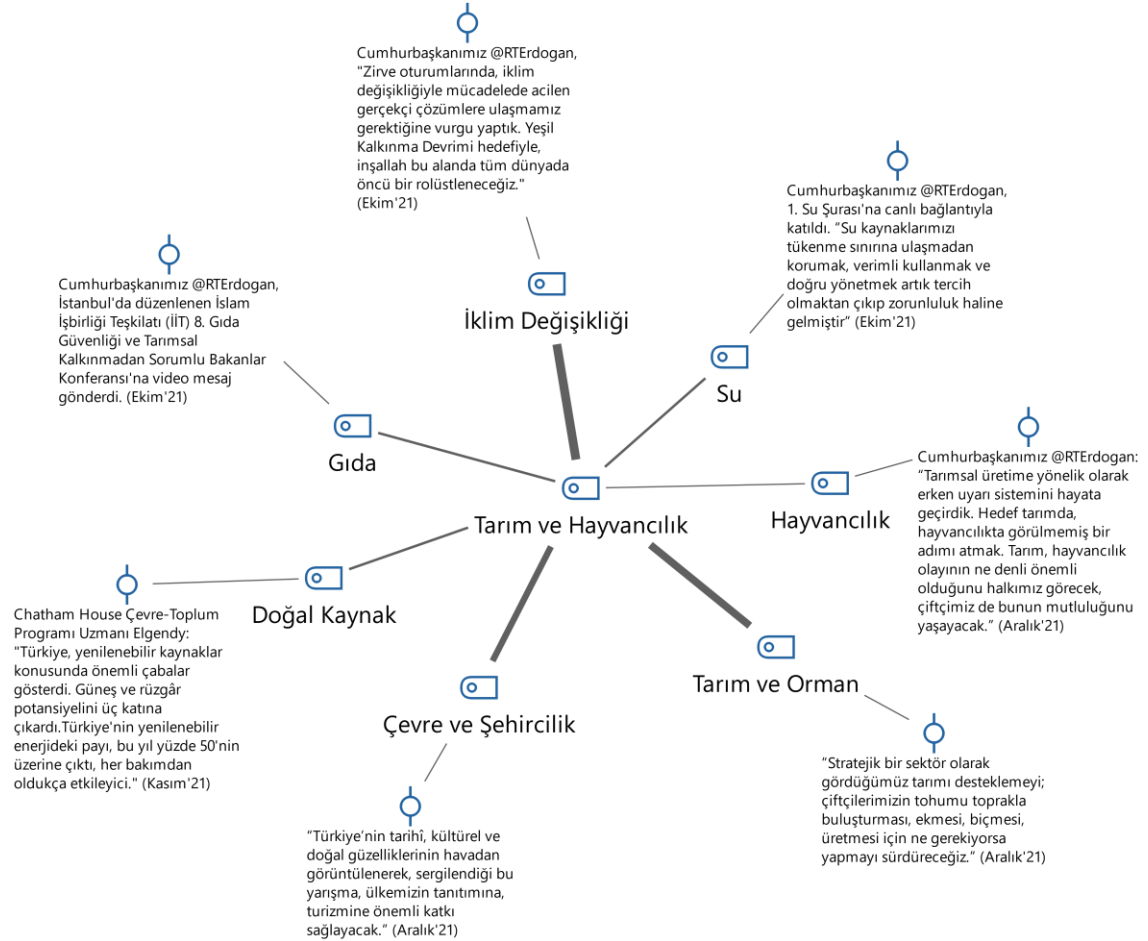 Cumhurbaşkanımız @RTErdogan,
"Zirve oturumlarında, iklim
değişikliğiyle mücadelede acilen
gerçekçi çözümlere ulaşmamız
gerektiğine vurgu yaptık. Yeşil
Kalkınma Devrimi hedefiyle,
inşallah bu alanda tüm dünyada
öncü bir rolüstleneceğiz."
(Ekim'21)
Cumhurbaşkanımız @RTErdogan,
1. Su Şurası'na canlı bağlantıyla
katıldı. “Su kaynaklarımızı
tükenme sınırına ulaşmadan
korumak, verimli kullanmak ve
doğru yönetmek artık tercih
olmaktan çıkıp zorunluluk haline
gelmiştir” (Ekim'21)
Cumhurbaşkanımız @RTErdogan,
İstanbul'da düzenlenen İslam
İşbirliği Teşkilatı (İİT) 8. Gıda
Güvenliği ve Tarımsal
Kalkınmadan Sorumlu Bakanlar
Konferansı'na video mesaj
gönderdi. (Ekim'21)
İklim Değişikliği
Su
Gıda
Cumhurbaşkanımız @RTErdogan:
“Tarımsal üretime yönelik olarak
erken uyarı sistemini hayata
geçirdik. Hedef tarımda,
hayvancılıkta görülmemiş bir
adımı atmak. Tarım, hayvancılık
olayının ne denli önemli
olduğunu halkımız görecek,
çiftçimiz de bunun mutluluğunu
yaşayacak.” (Aralık'21)
Hayvancılık
Tarım ve Hayvancılık
Doğal Kaynak
Chatham House Çevre-Toplum
Programı Uzmanı Elgendy:
"Türkiye, yenilenebilir kaynaklar
konusunda önemli çabalar
gösterdi. Güneş ve rüzgâr
potansiyelini üç katına
çıkardı.Türkiye'nin yenilenebilir
enerjideki payı, bu yıl yüzde 50'nin
üzerine çıktı, her bakımdan
oldukça etkileyici." (Kasım'21)
Tarım ve Orman
Çevre ve Şehircilik
“Stratejik bir sektör olarak
gördüğümüz tarımı desteklemeyi;
çiftçilerimizin tohumu toprakla
buluşturması, ekmesi, biçmesi,
üretmesi için ne gerekiyorsa
yapmayı sürdüreceğiz.” (Aralık'21)
“Türkiye’nin tarihî, kültürel ve
doğal güzelliklerinin havadan
görüntülenerek, sergilendiği bu
yarışma, ülkemizin tanıtımına,
turizmine önemli katkı
sağlayacak.” (Aralık'21)